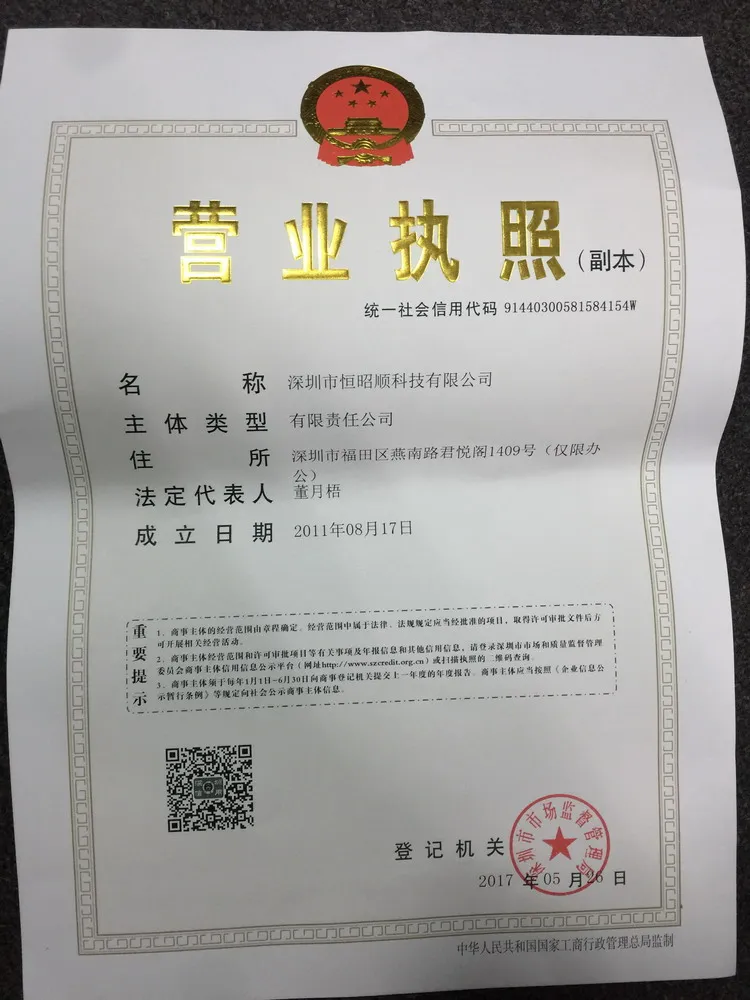 营业执照（副本）
统一社会信用代码 91440300581584154W
名称 深圳市恒昭顺科技有限公司
主体类型 有限责任公司
住所 深圳市福田区燕南路君悦阁1409号（仅限办
公）
法定代表人 董月梧
成立日期 2011年08月17日
重要提示
1．商事主体的经营范围由章程确定。经营范围中属于法律、法规规定应当经批准的项目，取得许可审批文件后方
可开展相关经营活动。
2．商事主体经营范围和许可审批项目等有关事项及年报信息和其他信用信息，请登录深圳市市场和质量监督管理
委员会商事主体信用信息公示平台（网址http://www.szcredit.org.cn）或扫描执照的二维码查询。
3．商事主体须于每年1月1日-6月30日向商事登记机关提交上一年度的年度报告。商事主体应当按照《企业信息公
示暂行条例》等规定向社会公示商事主体信息。
登记机关
深圳市市场监督管理局
2017 年 05 月 26 日
中华人民共和国国家工商行政管理总局监制